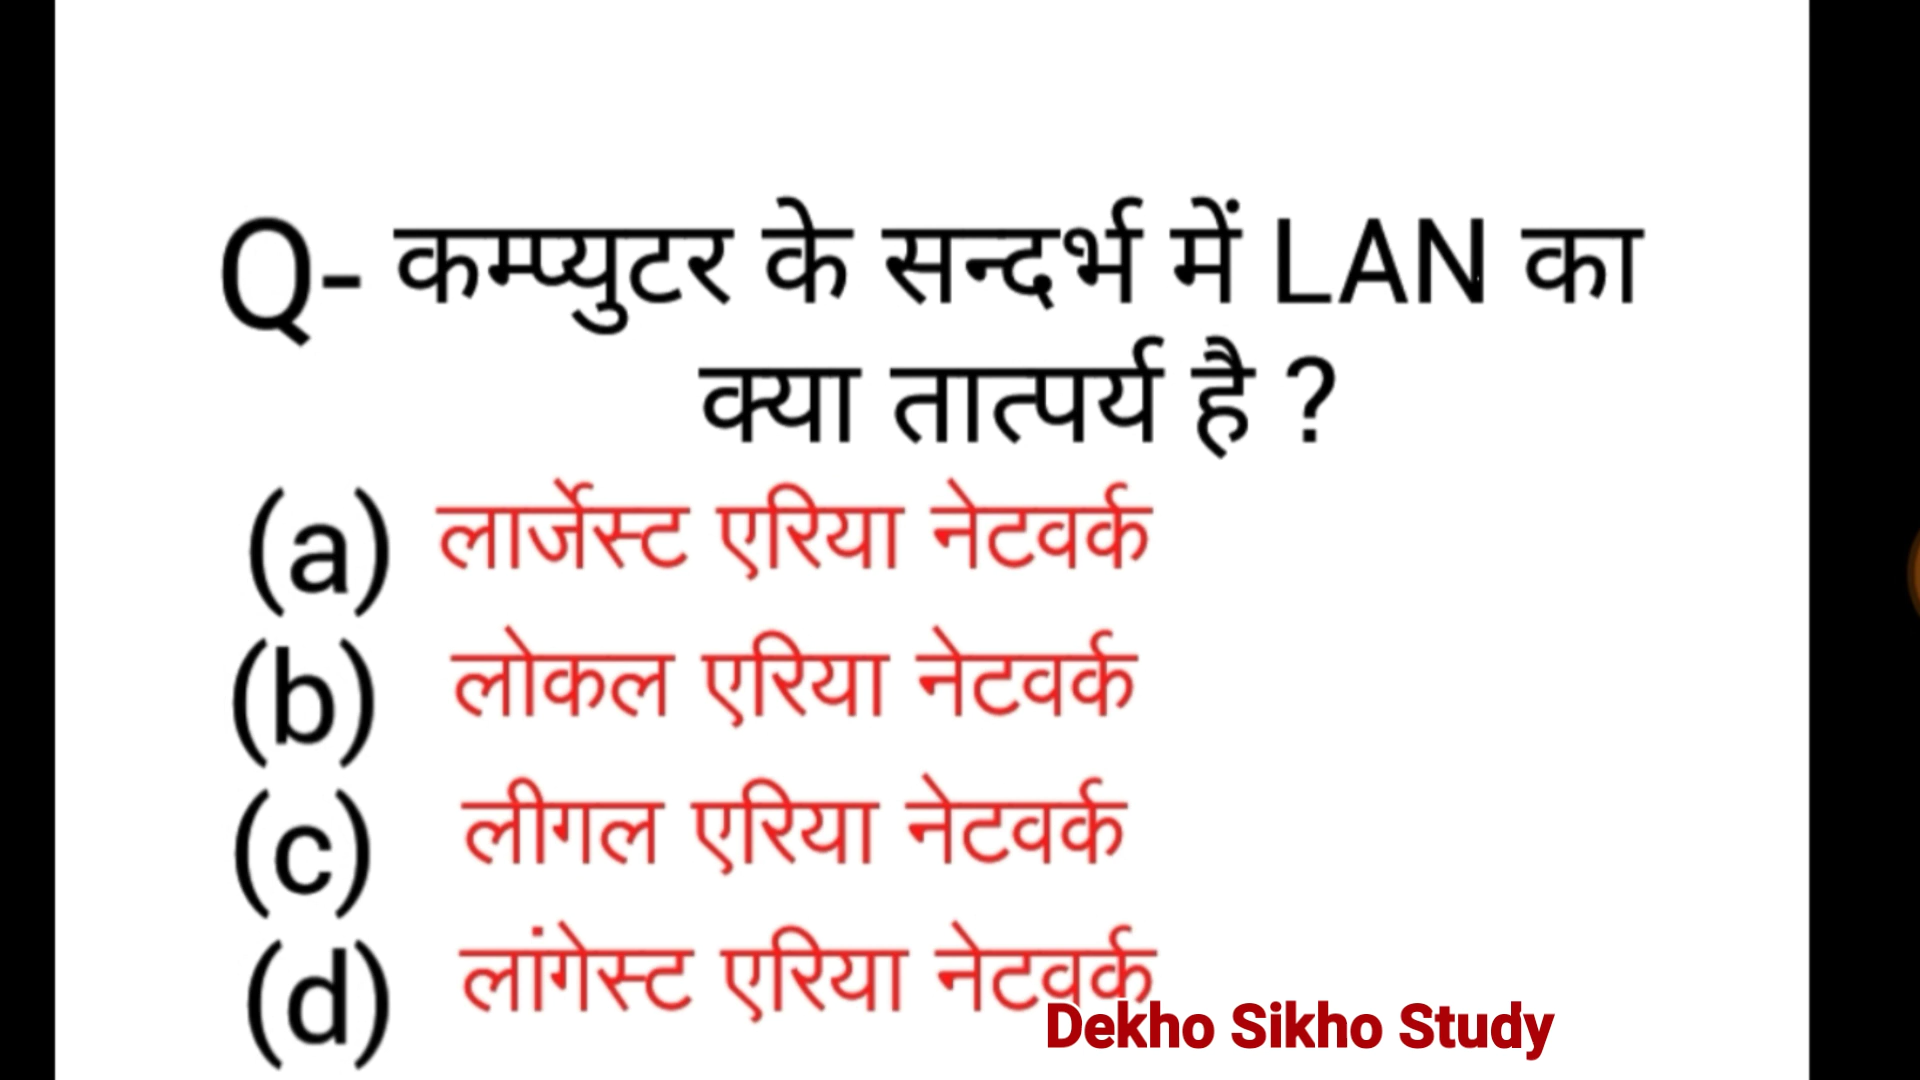 Q- कम्प्युटर के सन्दर्भ में LAN का
क्या तात्पर्य है ?
(a) लार्जेस्ट एरिया नेटवर्क
(b) लोकल एरिया नेटवर्क
(c) लीगल एरिया नेटवर्क
(d) लांगेस्ट एरिया नेटवर्क
Dekho Sikho Study